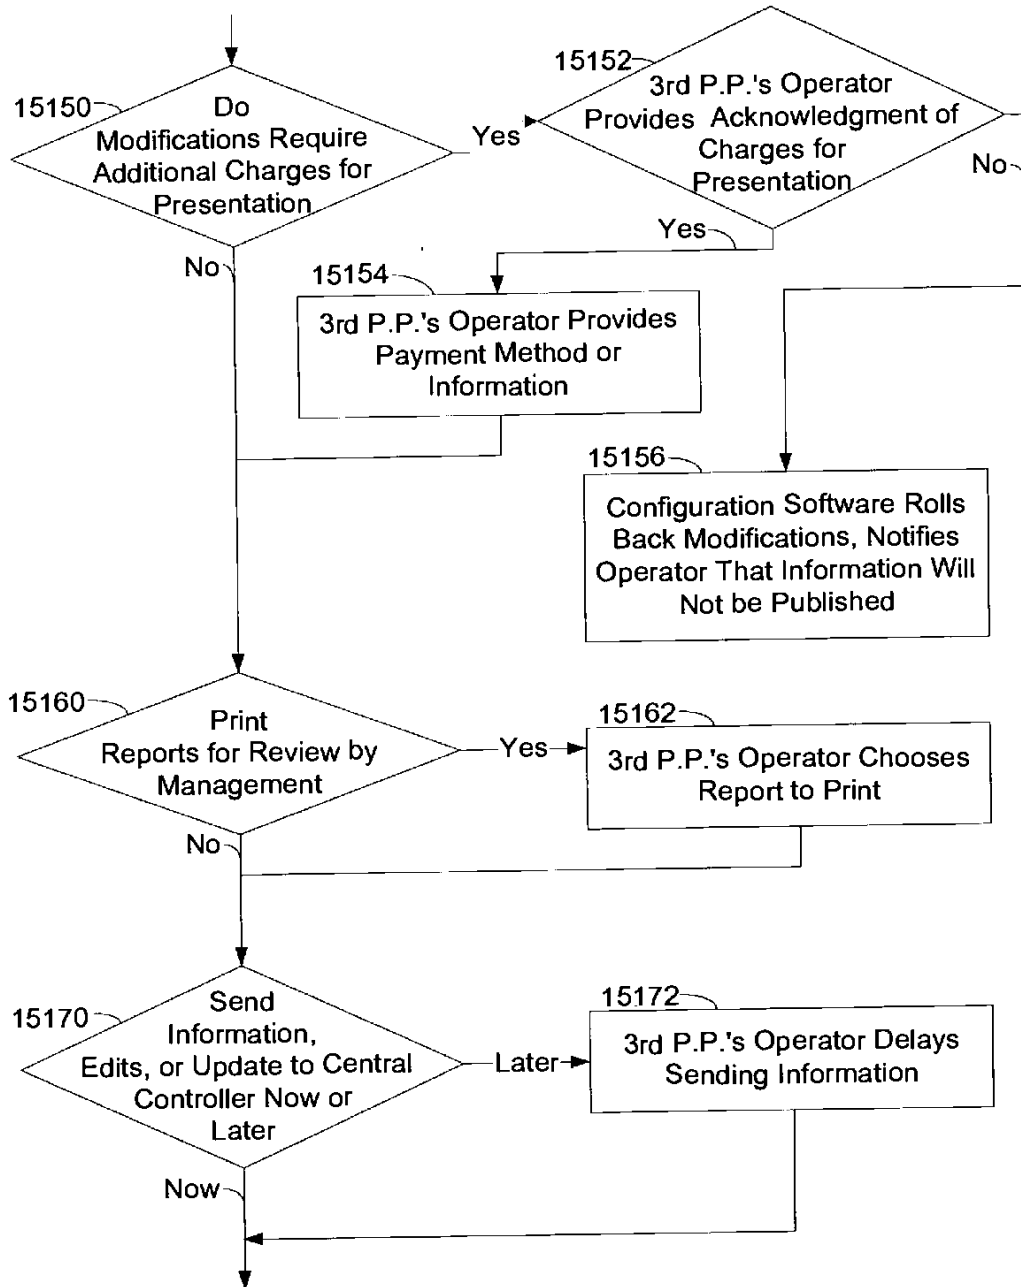 15150
Do
Modifications Require
Additional Charges for
Presentation
Yes
15152
3rd P.P.'s Operator
Provides Acknowledgment of
Charges for
Presentation
No
Yes
No
15154
3rd P.P.'s Operator Provides
Payment Method or
Information
15156
Configuration Software Rolls
Back Modifications, Notifies
Operator That Information Will
Not be Published
15160
Print
Reports for Review by
Management
Yes
15162
3rd P.P.'s Operator Chooses
Report to Print
No
15170
Send
Information,
Edits, or Update to Central
Controller Now or
Later
Later
15172
3rd P.P.'s Operator Delays
Sending Information
Now